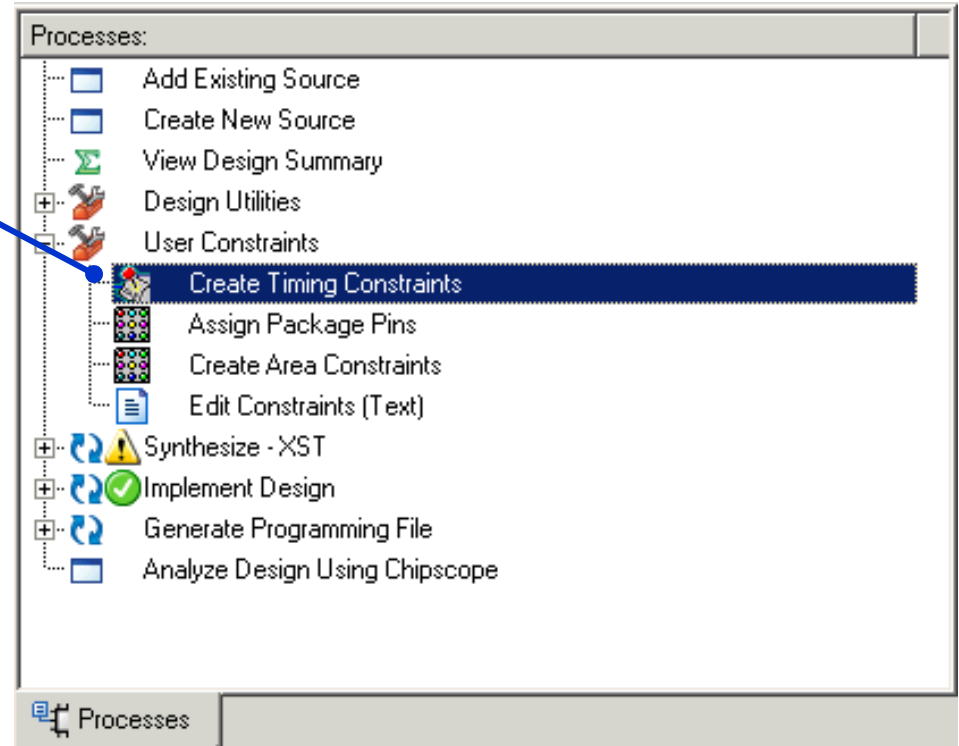 Processes:
Add Existing Source
Create New Source
View Design Summary
Design Utilities
User Constraints
Create Timing Constraints
Assign Package Pins
Create Area Constraints
Edit Constraints (Text)
Synthesize - XST
Implement Design
Generate Programming File
Analyze Design Using Chipscope
Processes